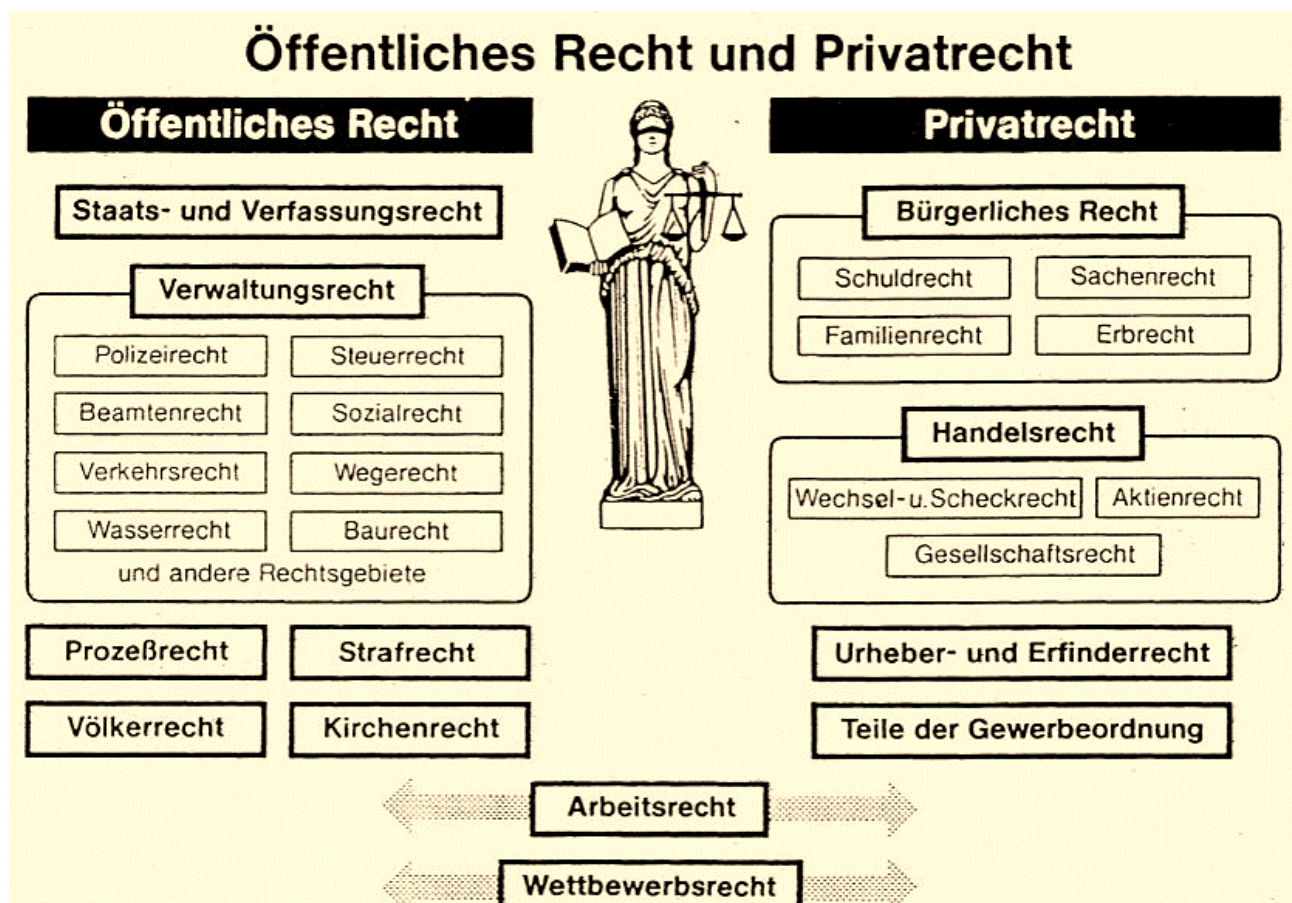 Öffentliches Recht und Privatrecht
Öffentliches Recht
Staats- und Verfassungsrecht
Verwaltungsrecht
Polizeirecht
Steuerrecht
Beamtenrecht
Sozialrecht
Verkehrsrecht
Wegerecht
Wasserrecht
Baurecht
und andere Rechtsgebiete
Prozeßrecht
Strafrecht
Völkerrecht
Kirchenrecht
Privatrecht
Bürgerliches Recht
Schuldrecht
Sachenrecht
Familienrecht
Erbrecht
Handelsrecht
Wechsel-u.Scheckrecht
Aktienrecht
Gesellschaftsrecht
Urheber- und Erfinderrecht
Teile der Gewerbeordnung
Arbeitsrecht
Wettbewerbsrecht